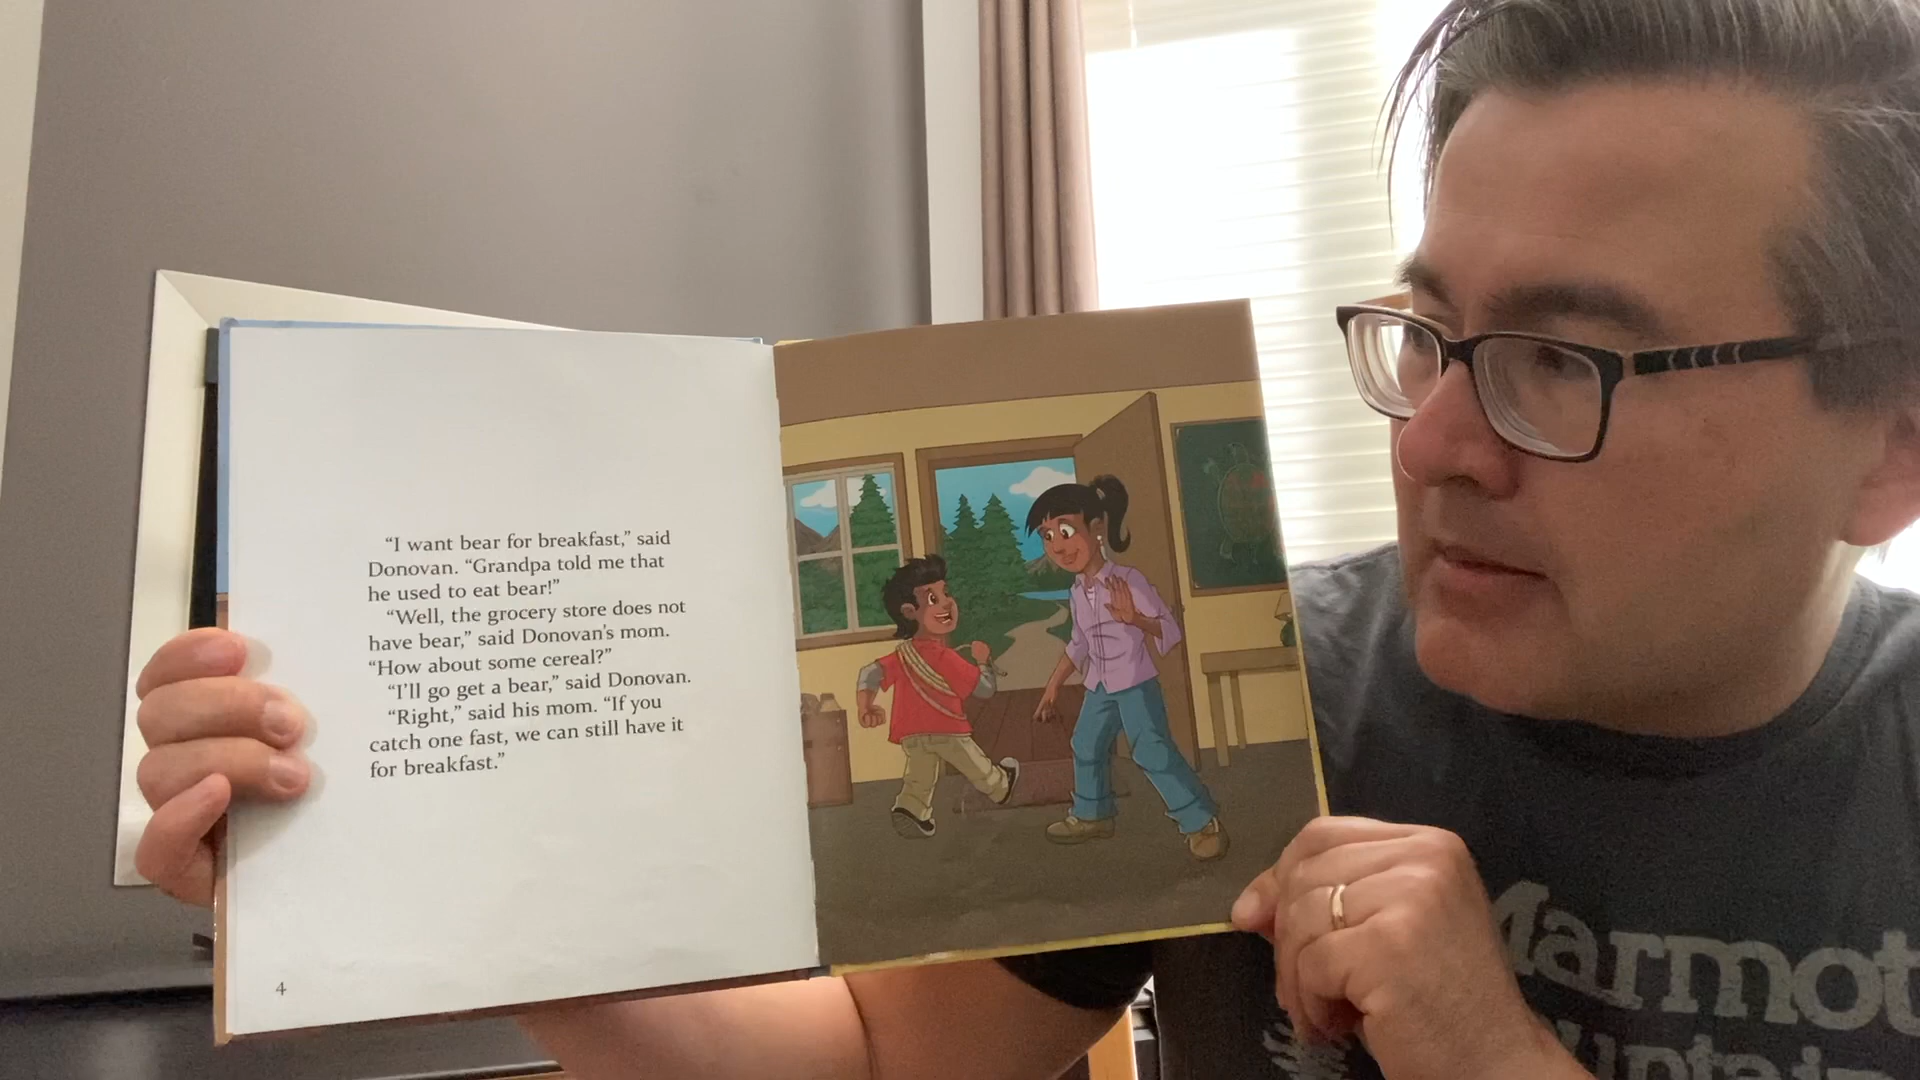 “I want bear for breakfast,” said
Donovan. “Grandpa told me that
he used to eat bear!”
“Well, the grocery store does not
have bear,” said Donovan’s mom.
“How about some cereal?”
“I’ll go get a bear,” said Donovan.
“Right,” said his mom. “If you
catch one fast, we can still have it
for breakfast.”
4
Marmot